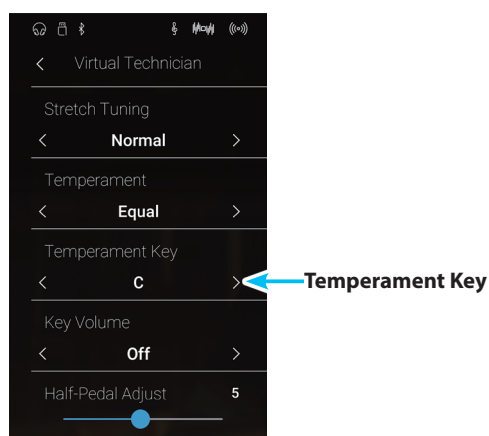 Virtual Technician
Stretch Tuning
Normal
Temperament
Equal
Temperament Key
C
Temperament Key
Key Volume
Off
Half-Pedal Adjust 5